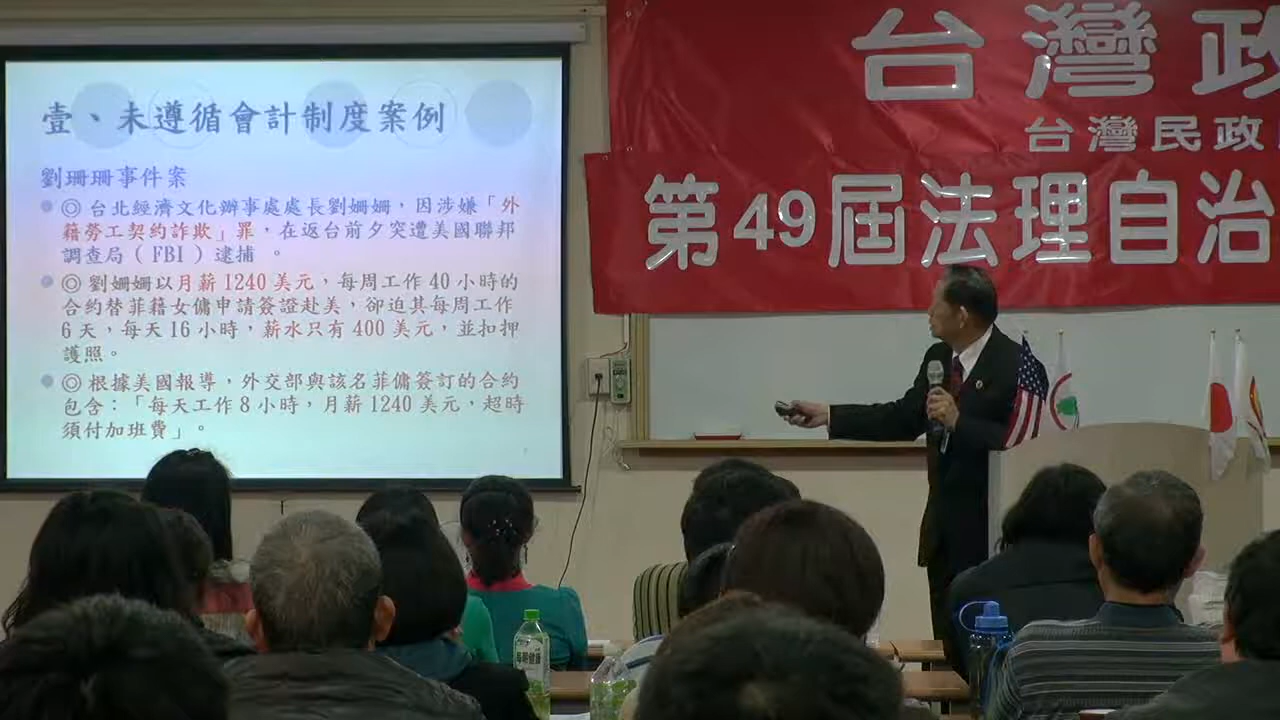 台灣政
台灣民政
第49屆法理自治
壹、未遵循會計制度案例
劉珊珊事件案
◎ 台北經濟文化辦事處處長劉姍姍，因涉嫌「外
籍勞工契約詐欺」罪，在返台前夕突遭美國聯邦
調查局（FBI）逮捕 。
◎ 劉姍姍以月薪1240美元，每周工作40小時的
合約替菲籍女傭申請簽證赴美，卻迫其每周工作
6天，每天16小時，薪水只有400美元，並扣押
護照。
◎ 根據美國報導，外交部與該名菲傭簽訂的合約
包含：「每天工作8小時，月薪1240美元，超時
須付加班費」。
每朝健康